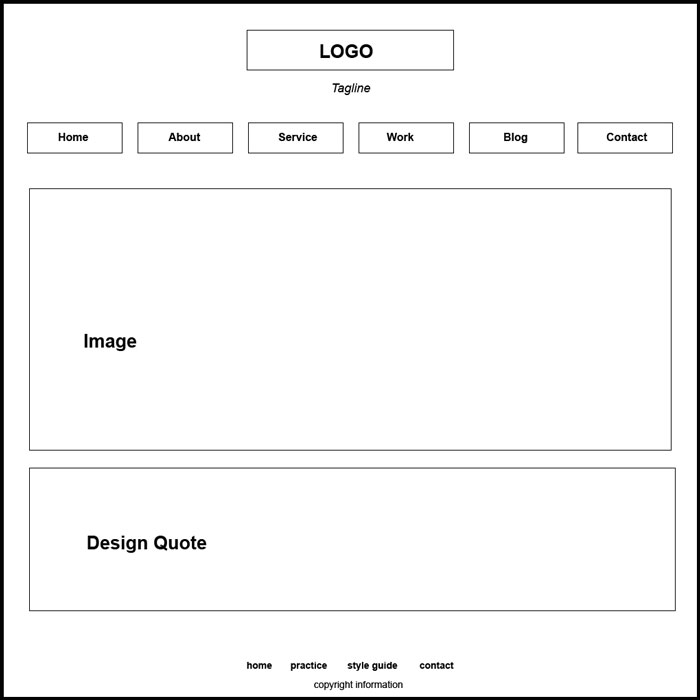 LOGO
Tagline
Home About Service Work Blog Contact
Image
Design Quote
home practice style guide contact
copyright information